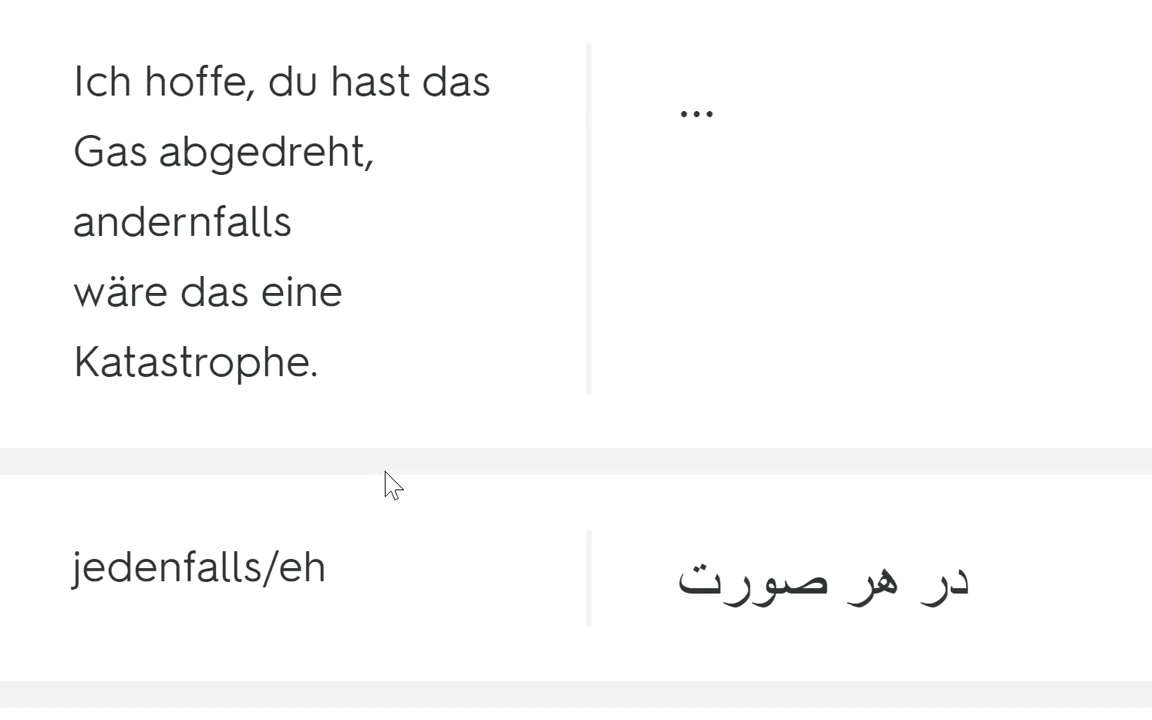 Ich hoffe, du hast das
Gas abgedreht,
andernfalls
wäre das eine
Katastrophe.
...
jedenfalls/eh
در هر صورت